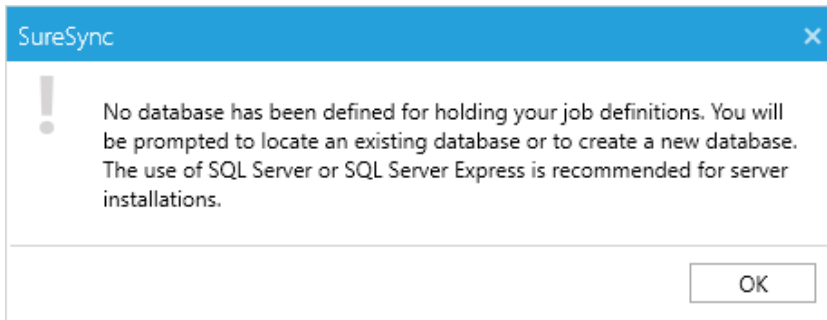 SureSync
No database has been defined for holding your job definitions. You will
be prompted to locate an existing database or to create a new database.
The use of SQL Server or SQL Server Express is recommended for server
installations.
OK